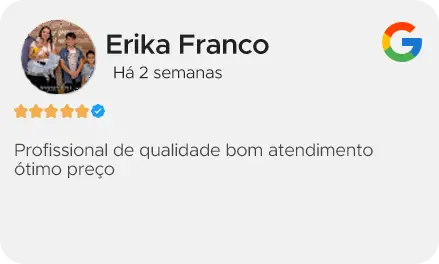 Erika Franco
Há 2 semanas
Profissional de qualidade bom atendimento
ótimo preço